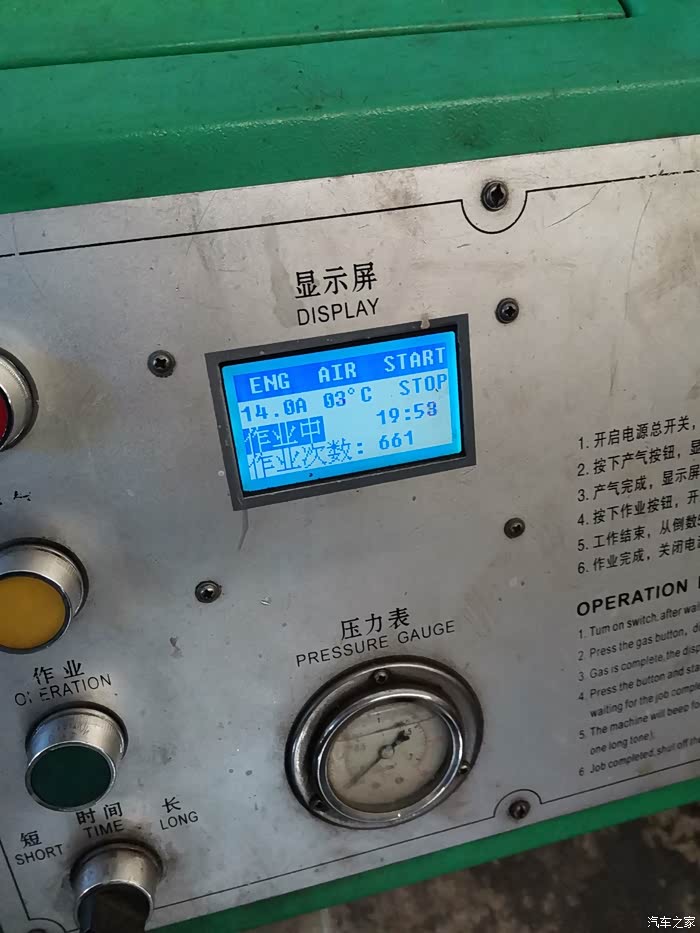 显示屏
DISPLAY
ENG AIR START
14.0A 03°C STOP
19:53
作业中
作业次数: 661
1. 开启电源总开关,
2. 按下产气按钮, 显
3. 产气完成, 显示屏
4. 按下作业按钮, 开
5. 工作结束, 从倒数
6. 作业完成, 关闭电
OPERATION
1. Turn on switch, after wai
2. Press the gas button, di
3. Gas is complete, the disp
4. Press the button and sta
waiting for the job comple
5. The machine will beep fo
one long tone).
6. Job completed, shut off the
压力表
PRESSURE GAUGE
气
作业
OPERATION
短 时间 长
SHORT TIME LONG
汽车之家